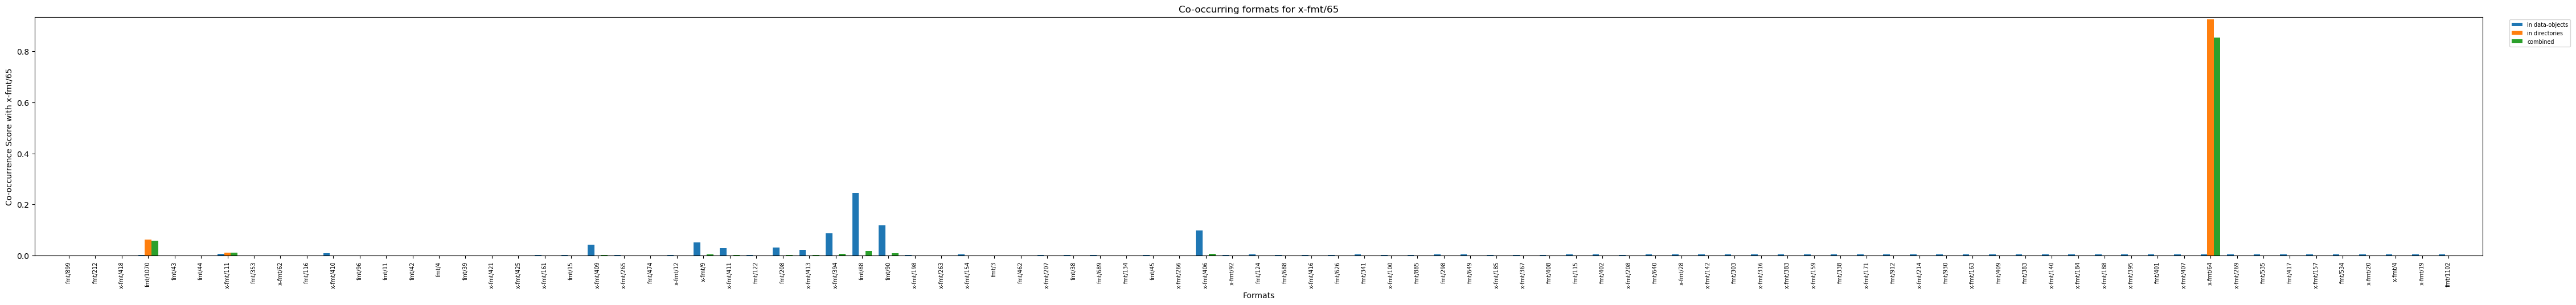 Co-occurring formats for x-fmt/65
Co-occurrence Score with x-fmt/65
0.8
0.6
0.4
0.2
0.0
in data-objects
in directories
combined
fmt/899
fmt/212
x-fmt/418
fmt/1070
fmt/43
fmt/44
x-fmt/111
fmt/353
x-fmt/62
fmt/116
x-fmt/410
fmt/96
fmt/11
fmt/42
fmt/4
fmt/39
x-fmt/421
x-fmt/425
x-fmt/161
fmt/15
x-fmt/409
x-fmt/265
fmt/474
x-fmt/12
x-fmt/9
x-fmt/411
fmt/122
fmt/208
x-fmt/413
x-fmt/394
fmt/88
fmt/90
x-fmt/198
x-fmt/263
x-fmt/154
fmt/3
fmt/462
x-fmt/207
fmt/38
fmt/689
fmt/134
fmt/45
x-fmt/266
x-fmt/406
x-fmt/92
fmt/124
fmt/688
x-fmt/416
fmt/626
fmt/341
x-fmt/100
fmt/885
fmt/298
fmt/649
x-fmt/185
x-fmt/367
fmt/408
fmt/115
fmt/402
x-fmt/208
fmt/640
x-fmt/28
x-fmt/142
fmt/303
x-fmt/316
x-fmt/383
x-fmt/159
fmt/338
x-fmt/171
fmt/912
x-fmt/214
fmt/930
x-fmt/163
fmt/409
fmt/383
x-fmt/140
x-fmt/184
x-fmt/188
x-fmt/395
fmt/401
x-fmt/407
x-fmt/64
x-fmt/269
fmt/535
fmt/417
x-fmt/157
fmt/534
x-fmt/20
x-fmt/4
x-fmt/19
fmt/1102
Formats